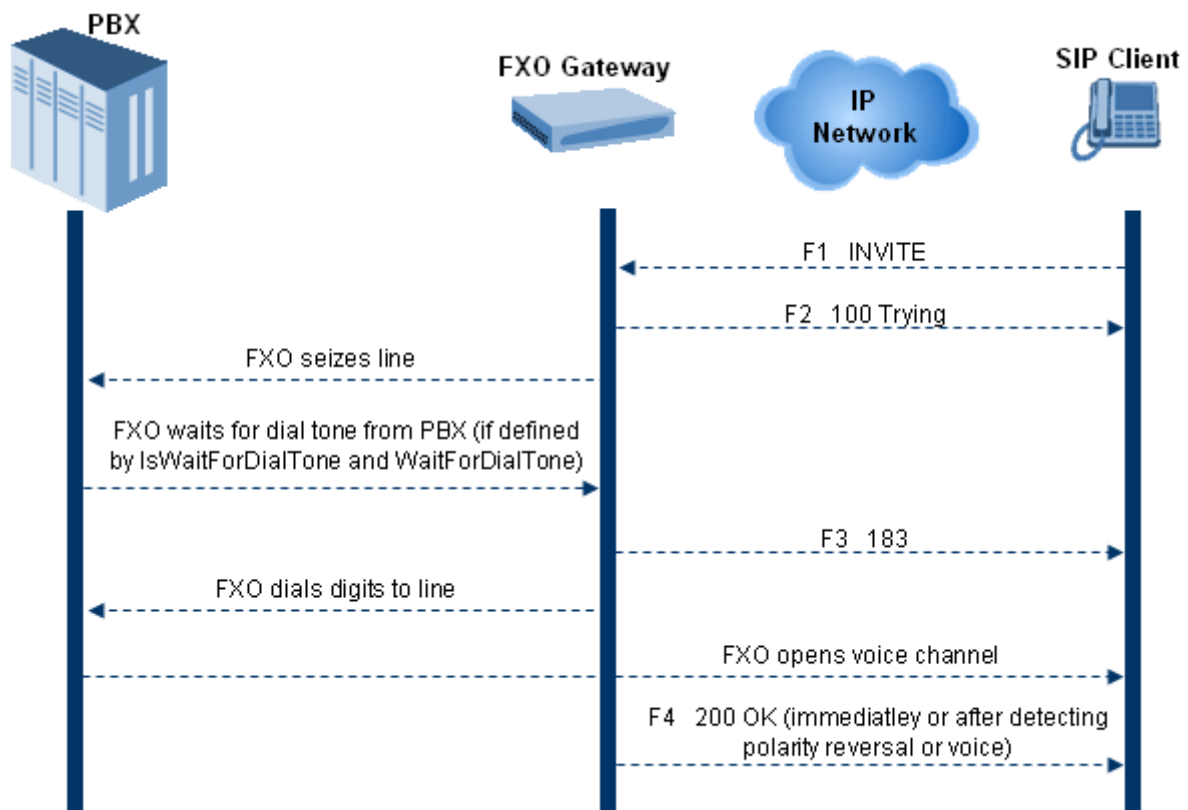 PBX
FXO Gateway
IP
Network
SIP Client
F1 INVITE
F2 100 Trying
FXO seizes line
FXO waits for dial tone from PBX (if defined
by IsWaitForDialTone and WaitForDialTone)
F3 183
FXO dials digits to line
FXO opens voice channel
F4 200 OK (immediatley or after detecting
polarity reversal or voice)